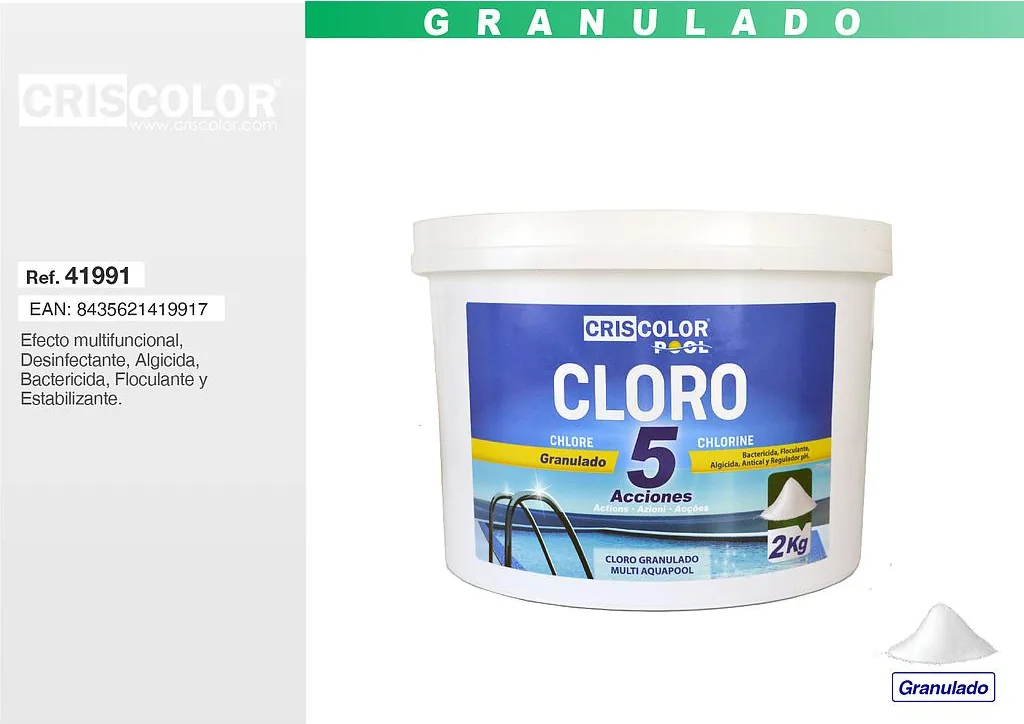 GRANULADO
CRISCOLOR®
www.criscolor.com
Ref. 41991
EAN: 8435621419917
Efecto multifuncional,
Desinfectante, Algicida,
Bactericida, Floculante y
Estabilizante.
CRISCOLOR®
POOL
CLORO
CHLORE
CHLORINE
5
Granulado
Bactericida, Floculante,
Algicida, Antical y Regulador pH.
Acciones
Actions · Azioni · Acções
2Kg
CLORO GRANULADO
MULTI AQUAPOOL
Granulado